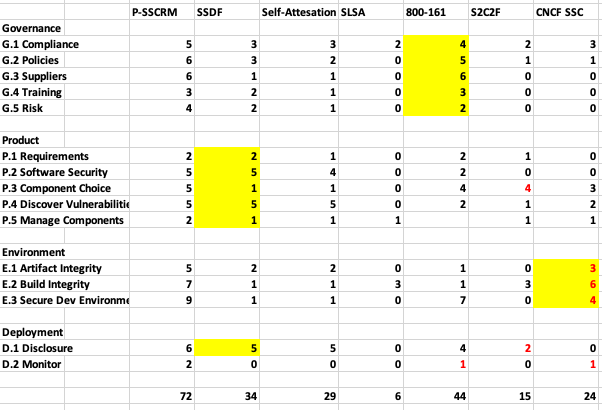 P-SSCRM SSDF Self-Attesation SLSA 800-161 S2C2F CNCF SSC
Governance
G.1 Compliance 5 3 3 2 4 2 3
G.2 Policies 6 3 2 0 5 1 1
G.3 Suppliers 6 1 1 0 6 0 0
G.4 Training 3 2 1 0 3 0 0
G.5 Risk 4 2 1 0 2 0 0
Product
P.1 Requirements 2 2 1 0 2 1 0
P.2 Software Security 5 5 4 0 2 0 0
P.3 Component Choice 5 1 1 0 4 4 3
P.4 Discover Vulnerabilitie 5 5 5 0 2 1 2
P.5 Manage Components 2 1 1 1 1 1
Environment
E.1 Artifact Integrity 5 2 2 0 1 0 3
E.2 Build Integrity 7 1 1 3 1 3 6
E.3 Secure Dev Environme 9 1 1 0 7 0 4
Deployment
D.1 Disclosure 6 5 5 0 4 2 0
D.2 Monitor 2 0 0 0 1 0 1
72 34 29 6 44 15 24